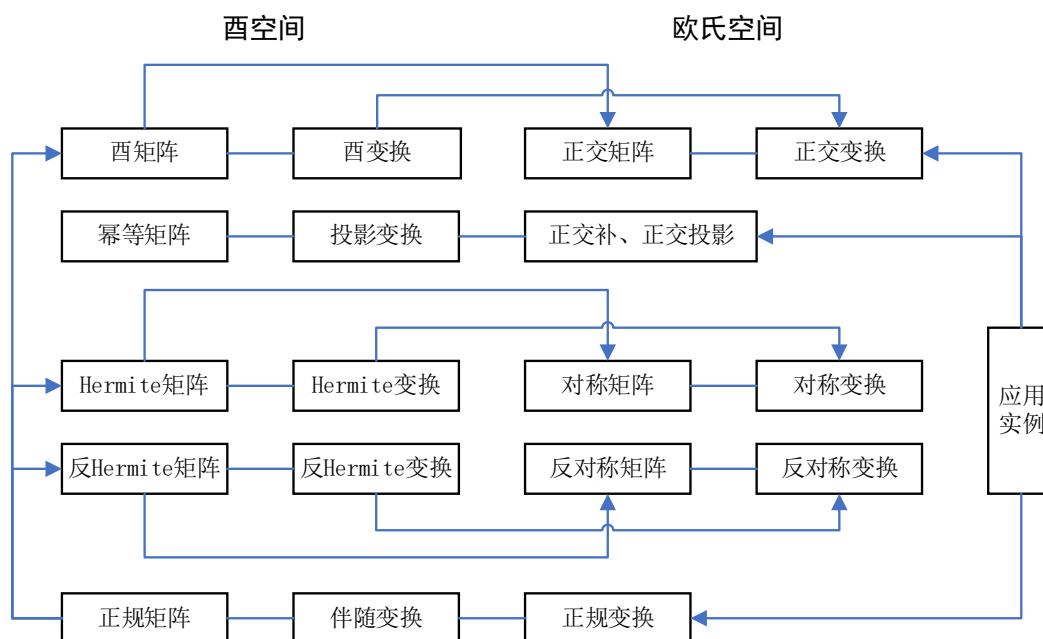 酉空间
欧氏空间
酉矩阵
酉变换
正交矩阵
正交变换
幂等矩阵
投影变换
正交补、正交投影
Hermite矩阵
Hermite变换
对称矩阵
对称变换
应用
实例
反Hermite矩阵
反Hermite变换
反对称矩阵
反对称变换
正规矩阵
伴随变换
正规变换